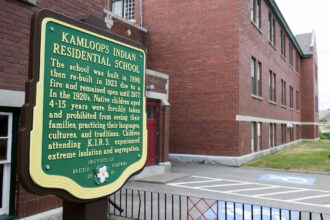 KAMLOOPS INDIAN
RESIDENTIAL SCHOOL
The school was built in 1890
then re-built in 1923 due to a
fire and remained open until 1977.
In the 1920s, Native children aged
4-15 years were forcibly taken
and prohibited from seeing their
families, practicing their languages,
cultures, and traditions. Children
attending K.I.R.S. experienced
extreme isolation and segregation.
PROVINCE OF
BRITISH COLUMBIA